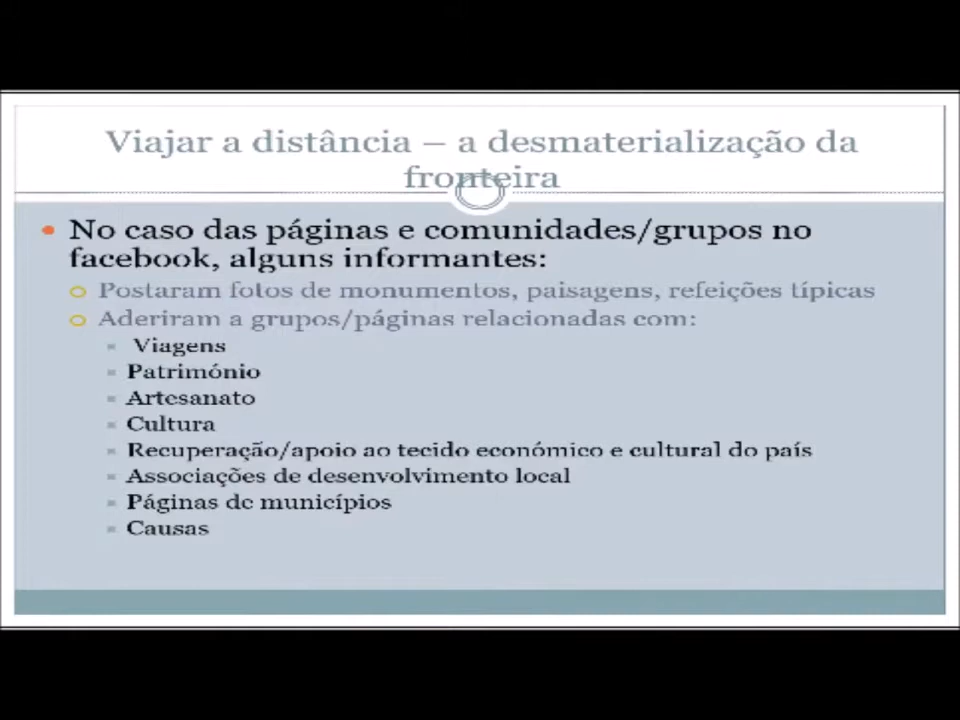 Viajar a distância – a desmaterialização da
fronteira
No caso das páginas e comunidades/grupos no
facebook, alguns informantes:
Postaram fotos de monumentos, paisagens, refeições típicas
Aderiram a grupos/páginas relacionadas com:
Viagens
Património
Artesanato
Cultura
Recuperação/apoio ao tecido económico e cultural do país
Associações de desenvolvimento local
Páginas de municípios
Causas